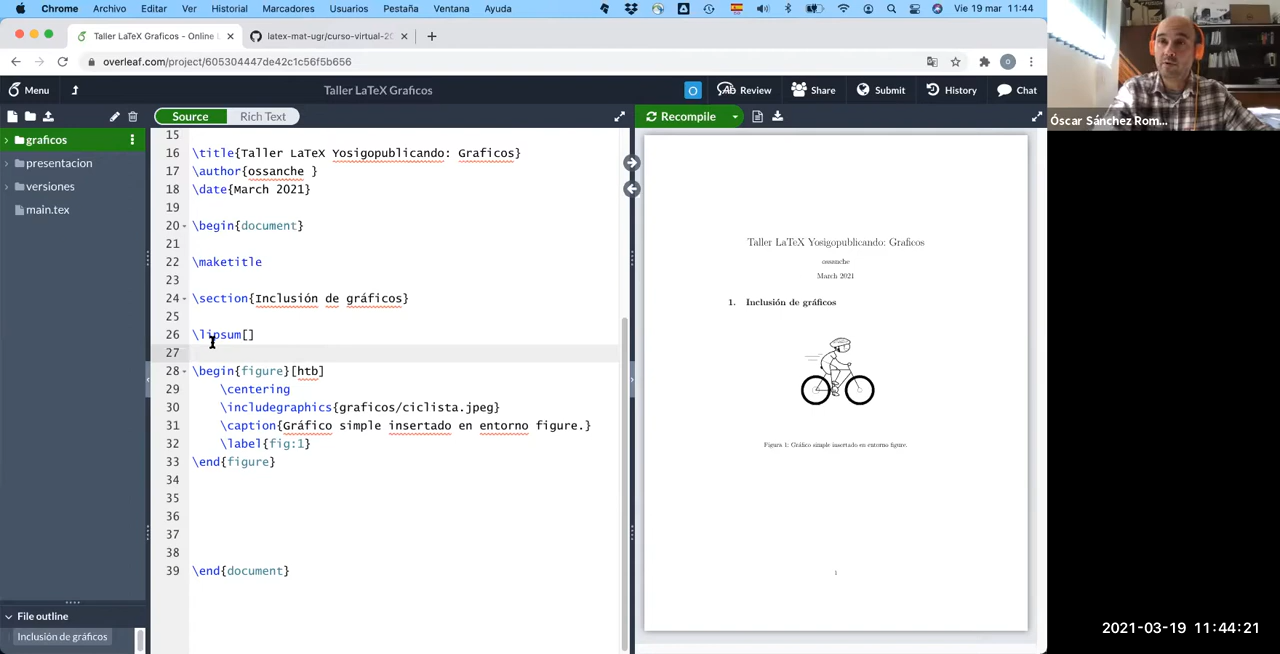 Chrome Archivo Editar Ver Historial Marcadores Usuarios Pestaña Ventana Ayuda Vie 19 mar 11:44
Taller LaTeX Graficos - Online L
latex-mat-ugr/curso-virtual-20
overleaf.com/project/605304447de42c1c56f5b656
Menu Taller LaTeX Graficos O Review Share Submit History Chat
Source Rich Text Recompile
graficos
presentacion
versiones
main.tex
15
16 \title{Taller LaTeX Yosigopublicando: Graficos}
17 \author{ossanche }
18 \date{March 2021}
19
20 \begin{document}
21
22 \maketitle
23
24 \section{Inclusión de gráficos}
25
26 \lipsum[]
27
28 \begin{figure}[htb]
29 \centering
30 \includegraphics{graficos/ciclista.jpeg}
31 \caption{Gráfico simple insertado en entorno figure.}
32 \label{fig:1}
33 \end{figure}
34
35
36
37
38
39 \end{document}
File outline
Inclusión de gráficos
Taller LaTeX Yosigopublicando: Graficos
ossanche
March 2021
1. Inclusión de gráficos
Figura 1: Gráfico simple insertado en entorno figure.
1
Óscar Sánchez Rom...
2021-03-19 11:44:21